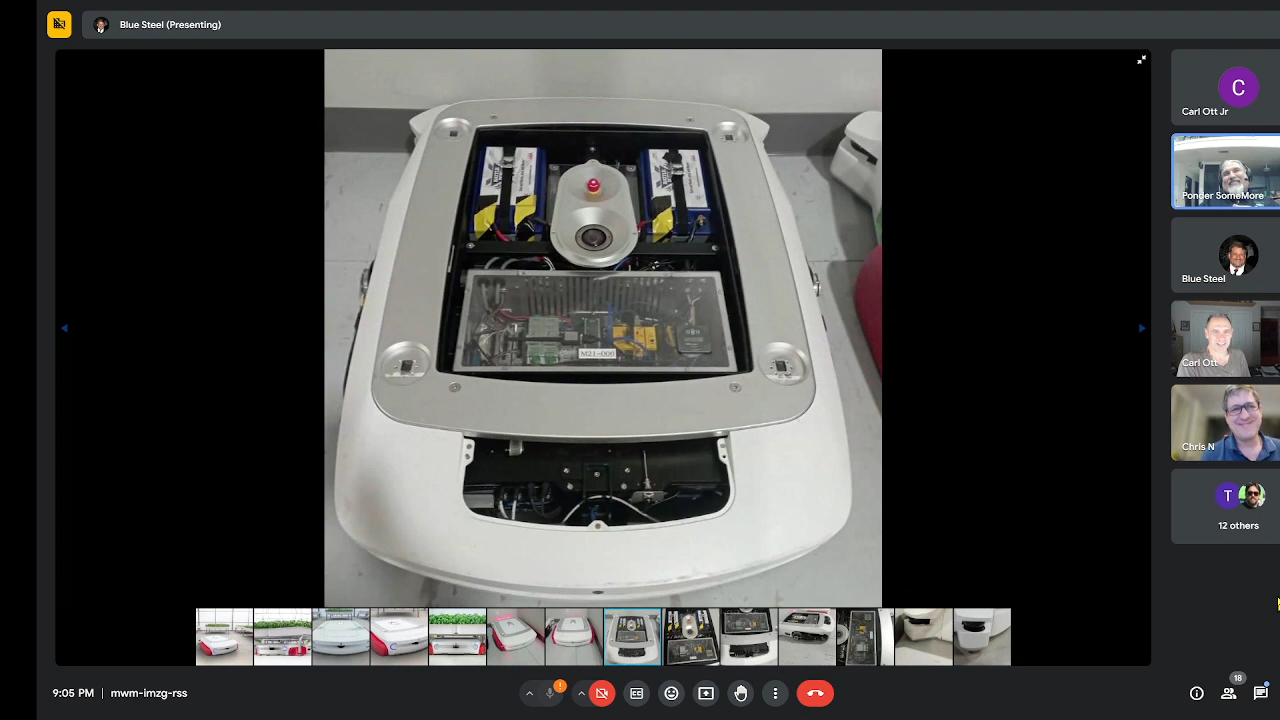 Blue Steel (Presenting)
Carl Ott Jr
Ponder SomeMore
Blue Steel
Carl Ott
Chris N
12 others
C
T
M21-000
9:05 PM | mwm-imzg-rss
CC
18